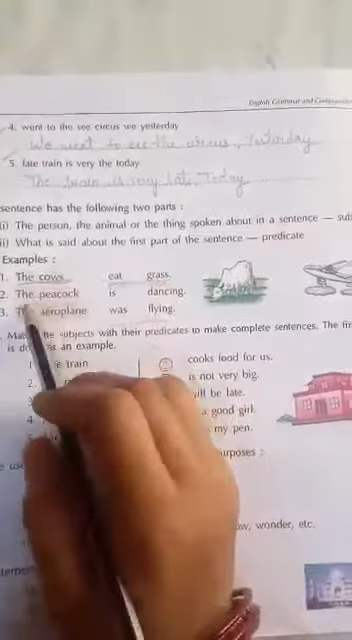 English Grammar and Composition
4. went to the see circus we yesterday
We went to see the circus, Yesterday
5. late train is very the today
The train is very late, Today
sentence has the following two parts :
(i) The person, the animal or the thing spoken about in a sentence —
ii) What is said about the first part of the sentence — predicate
Examples :
1. The cows eat grass.
2. The peacock is dancing.
3. The aeroplane was flying.
the subjects with their predicates to make complete sentences. The
is an example.
1 train cooks food for us.
2. is not very big.
3 will be late.
4 a good girl.
my pen.
urposes :
wonder, etc.